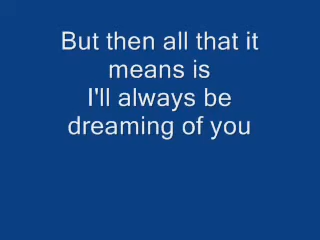 But then all that it
means is
I'll always be
dreaming of you